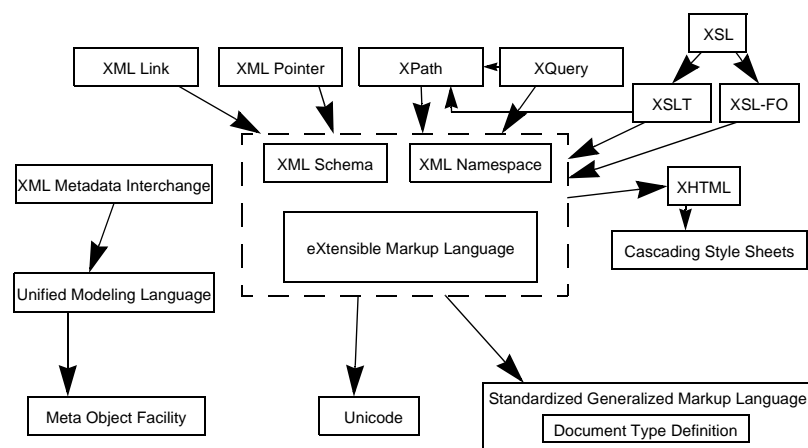 XSL
XML Link
XML Pointer
XPath
XQuery
XSLT
XSL-FO
XML Schema
XML Namespace
XML Metadata Interchange
XHTML
eXtensible Markup Language
Cascading Style Sheets
Unified Modeling Language
Standardized Generalized Markup Language
Meta Object Facility
Unicode
Document Type Definition